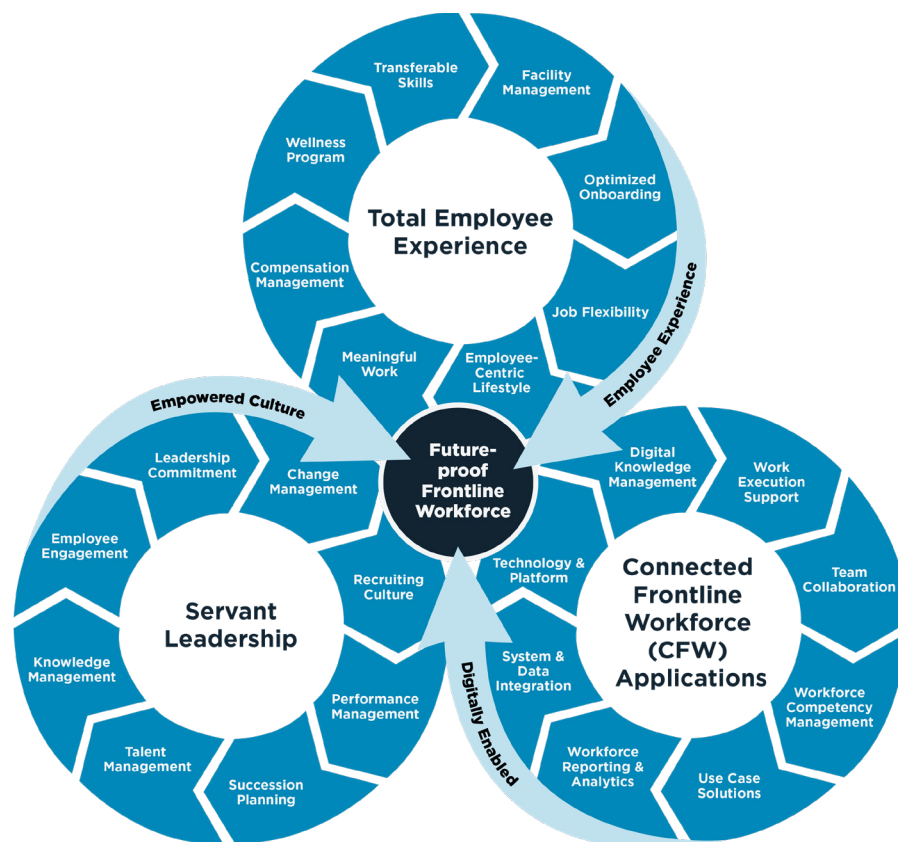 Transferable
Skills
Facility
Management
Wellness
Program
Optimized
Onboarding
Total Employee
Experience
Compensation
Management
Job Flexibility
Meaningful
Work
Employee-
Centric
Lifestyle
Employee Experience
Empowered Culture
Future-
proof
Frontline
Workforce
Leadership
Commitment
Change
Management
Employee
Engagement
Recruiting
Culture
Servant
Leadership
Knowledge
Management
Performance
Management
Talent
Management
Succession
Planning
Digital
Knowledge
Management
Work
Execution
Support
Technology &
Platform
Team
Collaboration
Connected
Frontline
Workforce
(CFW)
Applications
System &
Data
Integration
Workforce
Competency
Management
Workforce
Reporting &
Analytics
Use Case
Solutions
Digitally Enabled